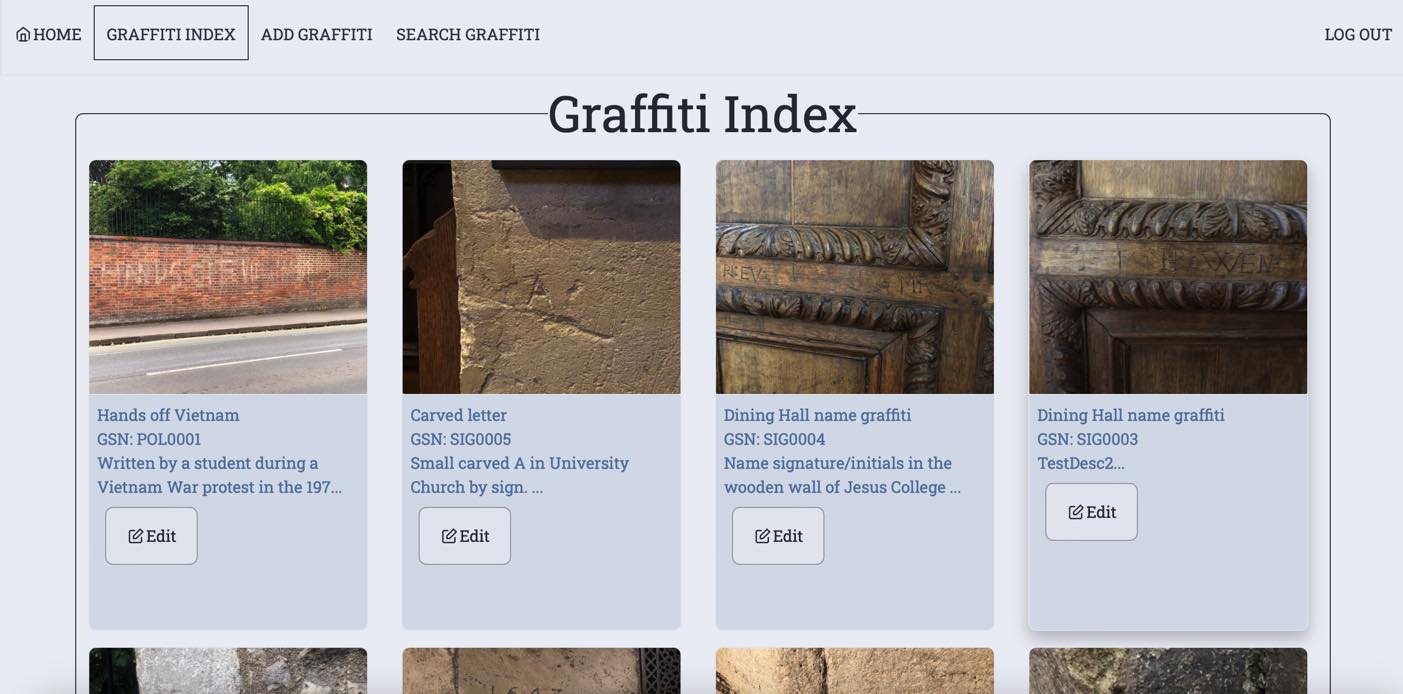 HOME GRAFFITI INDEX ADD GRAFFITI SEARCH GRAFFITI LOG OUT
Graffiti Index
A
Hands off Vietnam
GSN: POL0001
Written by a student during a
Vietnam War protest in the 197...
Edit
Carved letter
GSN: SIG0005
Small carved A in University
Church by sign. ...
Edit
Dining Hall name graffiti
GSN: SIG0004
Name signature/initials in the
wooden wall of Jesus College ...
Edit
Dining Hall name graffiti
GSN: SIG0003
TestDesc2...
Edit